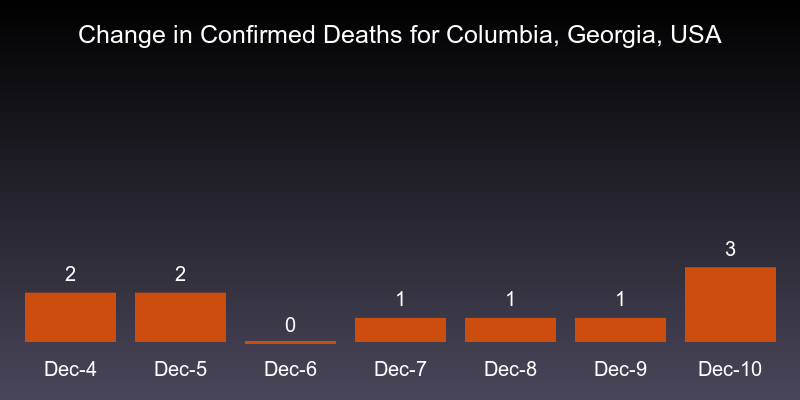 Change in Confirmed Deaths for Columbia, Georgia, USA
3
2 2
1 1 1
0
Dec-4 Dec-5 Dec-6 Dec-7 Dec-8 Dec-9 Dec-10